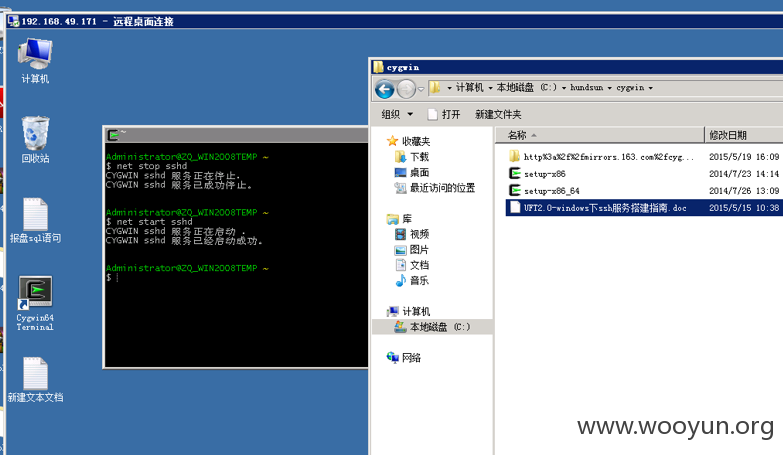 192.168.49.171 - 远程桌面连接
计算机
回收站
报盘sql语句
Cygwin64
Terminal
新建文本文档
~
Administrator@ZQ_WIN2008TEMP ~
$ net stop sshd
CYGWIN sshd 服务正在停止.
CYGWIN sshd 服务已成功停止。
Administrator@ZQ_WIN2008TEMP ~
$ net start sshd
CYGWIN sshd 服务正在启动 .
CYGWIN sshd 服务已经启动成功。
Administrator@ZQ_WIN2008TEMP ~
$
cygwin
计算机 本地磁盘 (C:) hundsun cygwin
组织 打开 新建文件夹
收藏夹
下载
桌面
最近访问的位置
库
视频
图片
文档
音乐
计算机
本地磁盘 (C:)
网络
名称 修改日期
http%3a%2f%2fmirrors.163.com%2fcyg... 2015/5/19 16:09
setup-x86 2014/7/23 14:14
setup-x86_64 2014/7/26 13:09
UFT2.0-windows下ssh服务搭建指南.doc 2015/5/15 10:38
www.wooyun.org